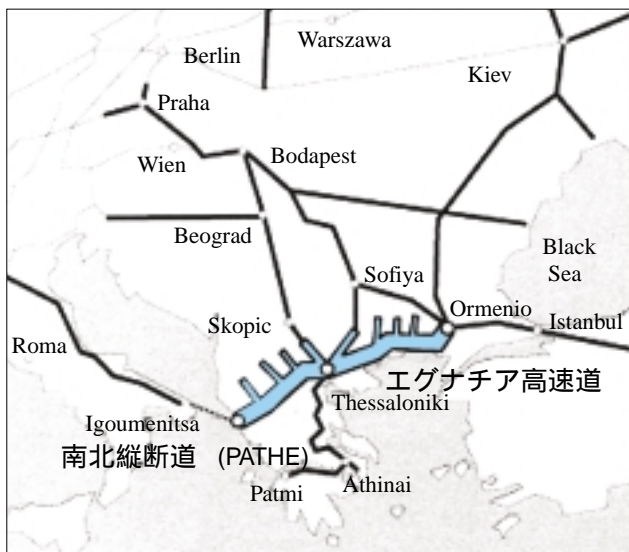 Warszawa
Berlin
Kiev
Praha
Wien
Bodapest
Beograd
Black
Sea
Sofiya
Ormenio
Skopic
Istanbul
Roma
エグナチア高速道
Thessaloniki
Igoumenitsa
南北縦断道 (PATHE)
Patmi
Athinai